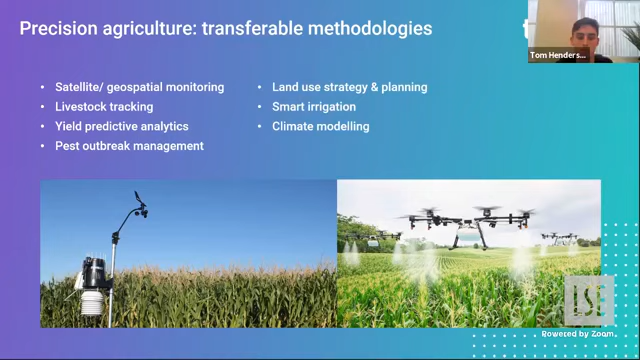 Precision agriculture: transferable methodologies
t
Tom Henders...
• Satellite/ geospatial monitoring
• Livestock tracking
• Yield predictive analytics
• Pest outbreak management
• Land use strategy & planning
• Smart irrigation
• Climate modelling
LSE
Powered by Zoom